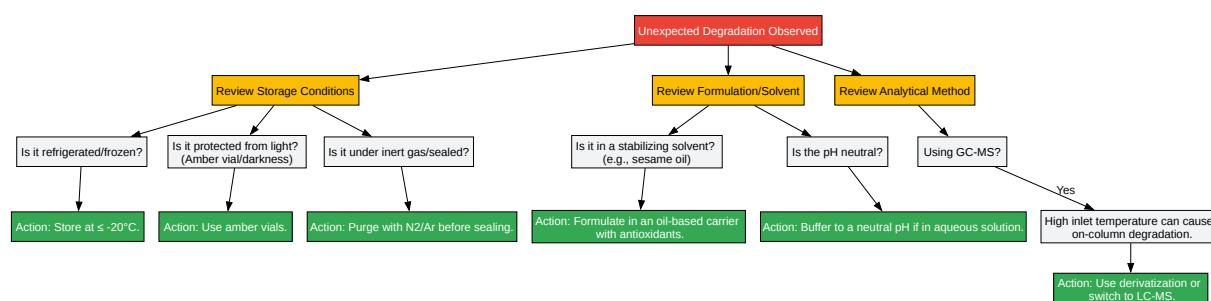 Unexpected Degradation Observed
Review Storage Conditions
Review Formulation/Solvent
Review Analytical Method
Is it refrigerated/frozen?
Is it protected from light?
(Amber vial/darkness)
Is it under inert gas/sealed?
Is it in a stabilizing solvent?
(e.g., sesame oil)
Is the pH neutral?
Using GC-MS?
Yes
Action: Store at ≤ -20°C.
Action: Use amber vials.
Action: Purge with N2/Ar before sealing.
Action: Formulate in an oil-based carrier
with antioxidants.
Action: Buffer to a neutral pH if in aqueous solution.
High inlet temperature can cause
on-column degradation.
Action: Use derivatization or
switch to LC-MS.